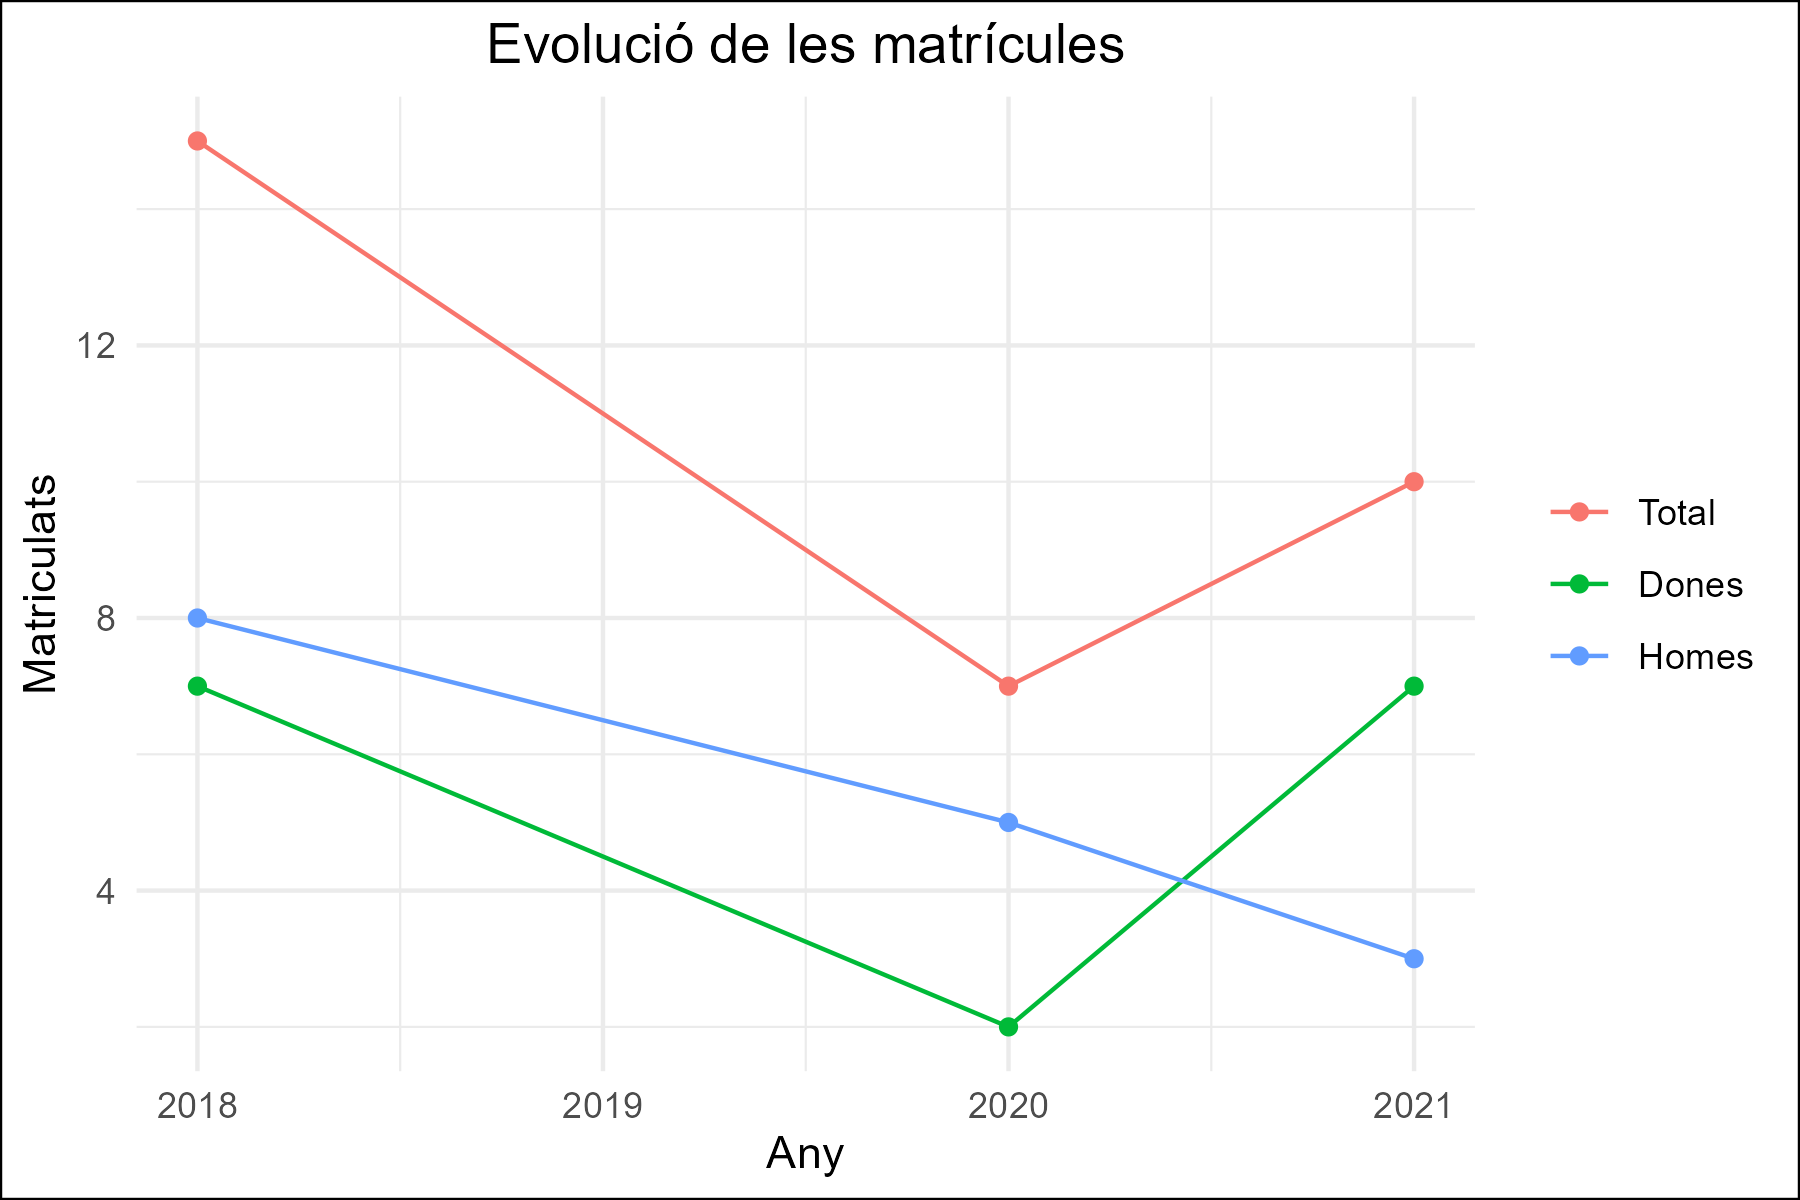 Evolució de les matrícules
Matriculats
12
8
4
2018
2019
2020
2021
Any
Total
Dones
Homes